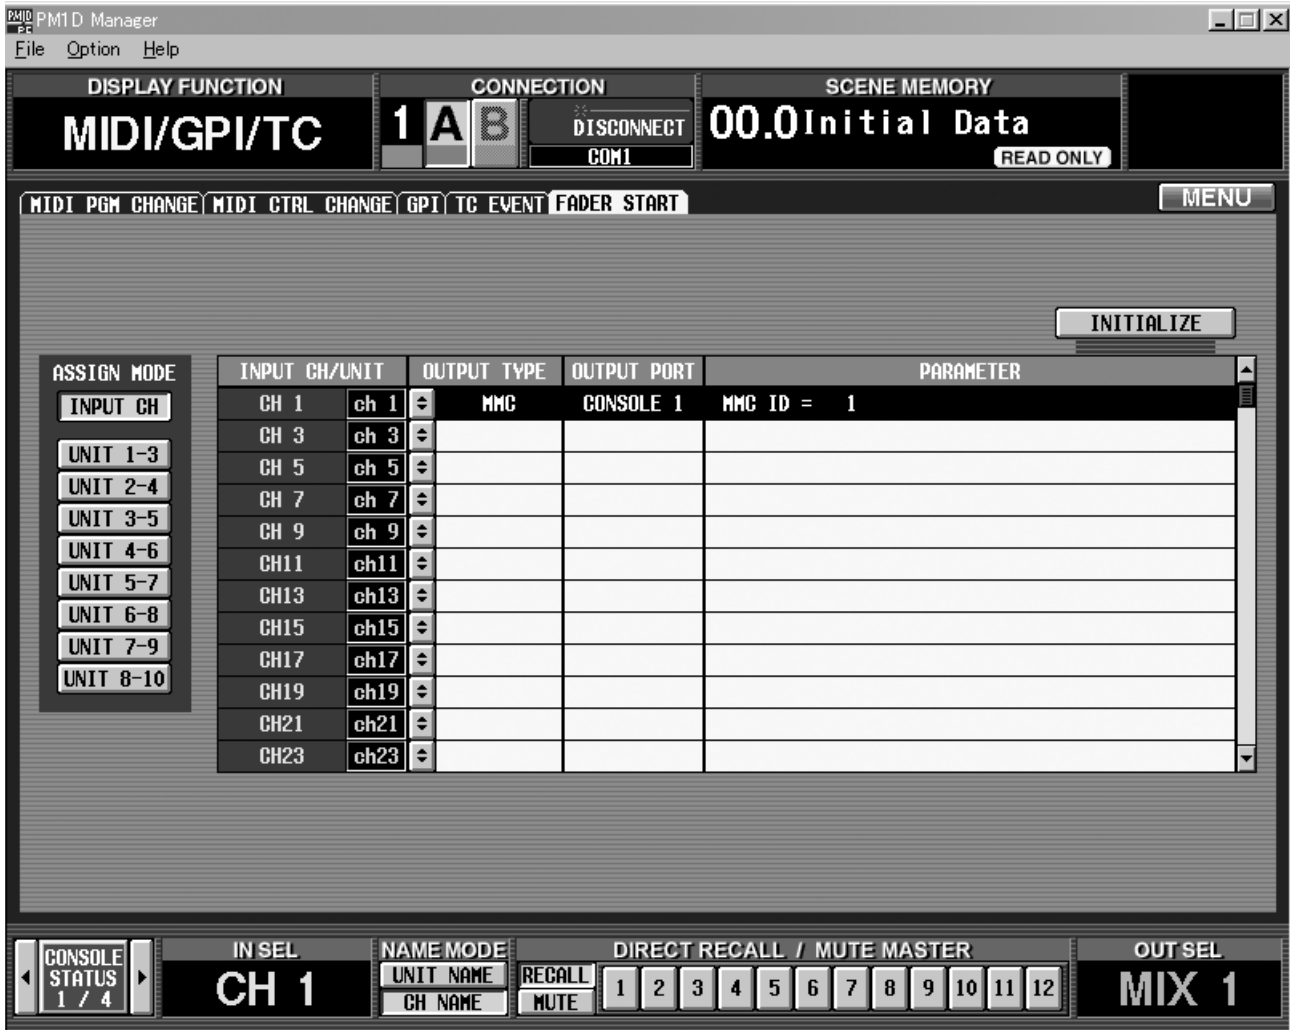 PM1D PC PM1D Manager
File Option Help
DISPLAY FUNCTION CONNECTION SCENE MEMORY
MIDI/GPI/TC 1 A B DISCONNECT COM1 00.0 Initial Data
READ ONLY
MIDI PGM CHANGE MIDI CTRL CHANGE GPI TC EVENT FADER START MENU
INITIALIZE
ASSIGN MODE
INPUT CH
UNIT 1-3
UNIT 2-4
UNIT 3-5
UNIT 4-6
UNIT 5-7
UNIT 6-8
UNIT 7-9
UNIT 8-10
INPUT CH/UNIT OUTPUT TYPE OUTPUT PORT PARAMETER
CH 1 ch 1 MMC CONSOLE 1 MMC ID = 1
CH 3 ch 3
CH 5 ch 5
CH 7 ch 7
CH 9 ch 9
CH11 ch11
CH13 ch13
CH15 ch15
CH17 ch17
CH19 ch19
CH21 ch21
CH23 ch23
CONSOLE STATUS 1 / 4
IN SEL
CH 1
NAME MODE
UNIT NAME
CH NAME
DIRECT RECALL / MUTE MASTER
RECALL
MUTE
1 2 3 4 5 6 7 8 9 10 11 12
OUT SEL
MIX 1